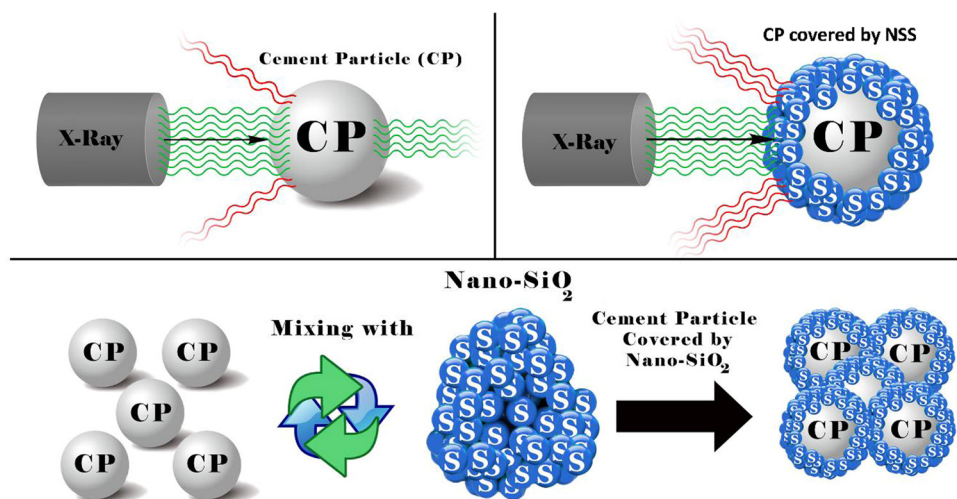 Cement Particle (CP)
X-Ray
CP
CP covered by NSS
X-Ray
CP
S S S S S S S S S S S S S S S S S S S S
Nano-SiO2
Mixing with
Cement Particle
Covered by
Nano-SiO2
CP
CP
CP
CP
CP
S S S S S S S S S S S S S S S S S S S S
CP
CP
CP
CP